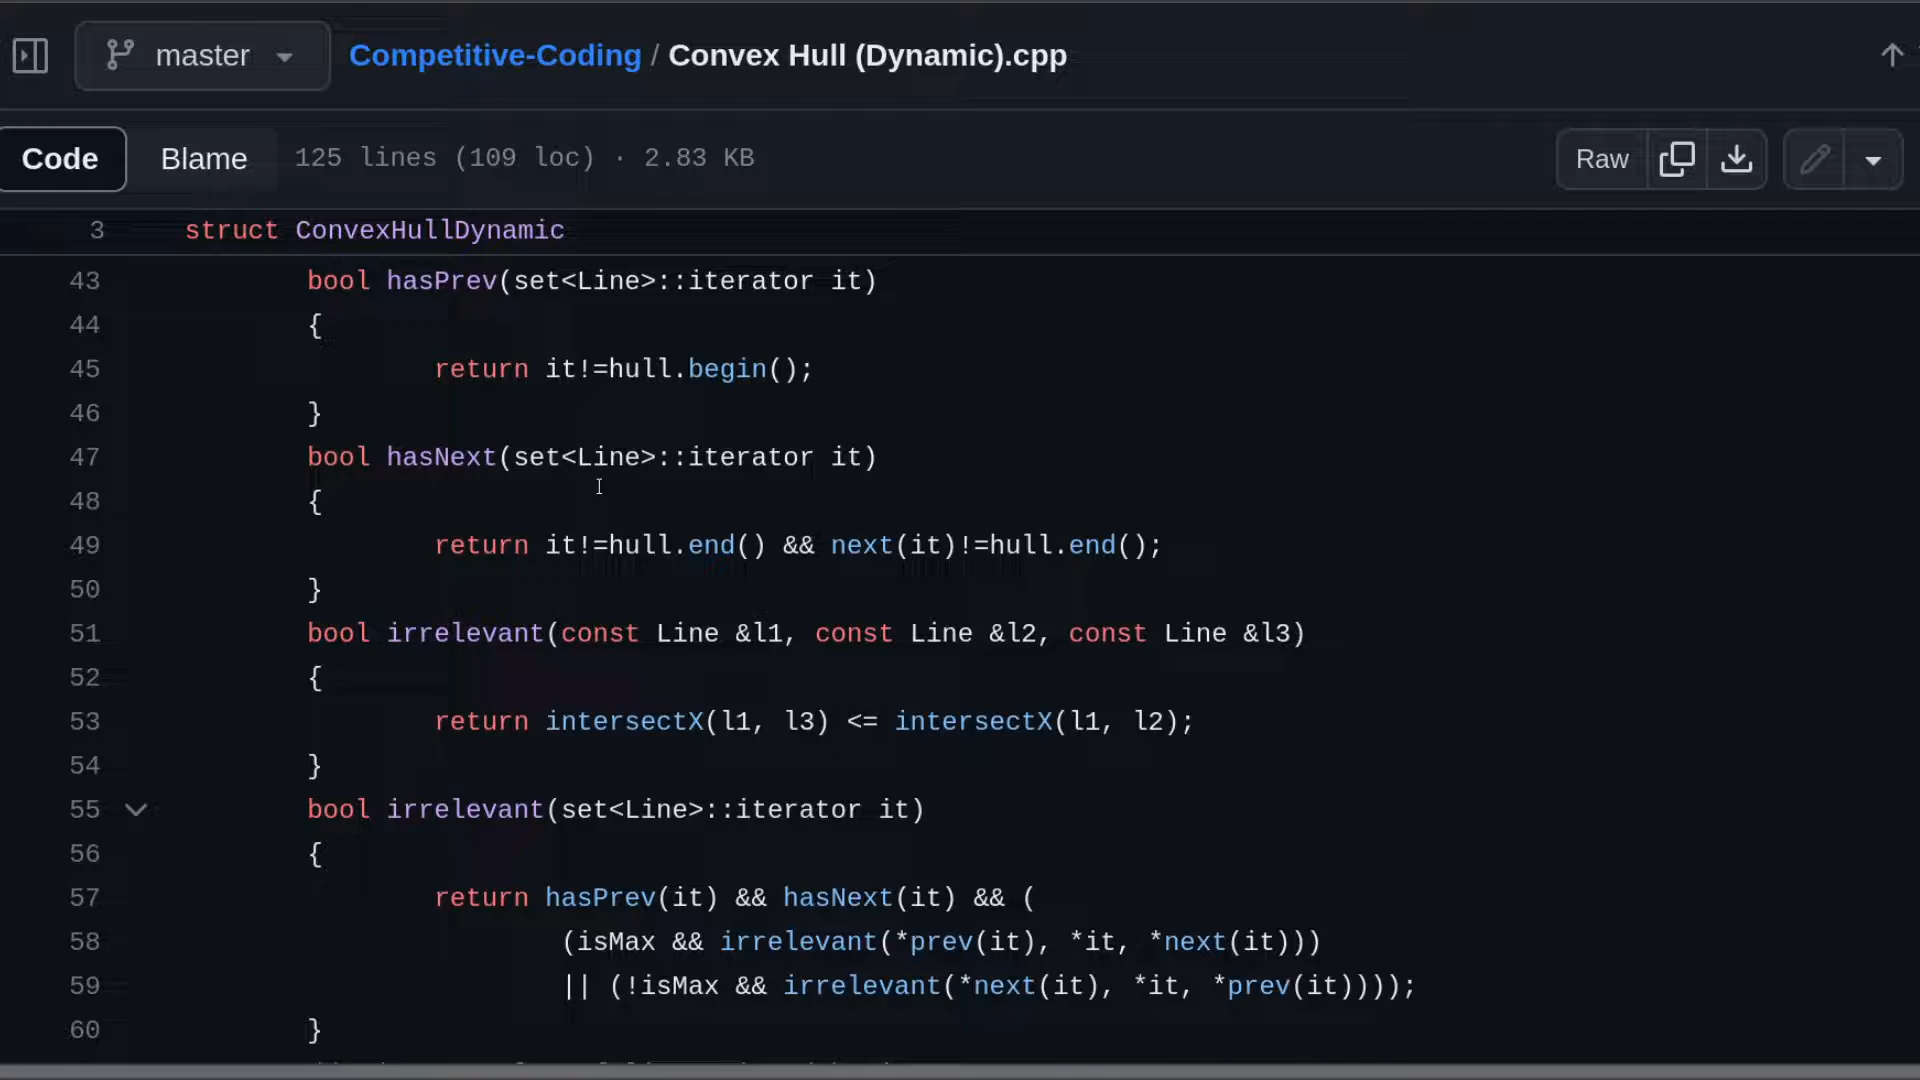 master Competitive-Coding / Convex Hull (Dynamic).cpp
Code Blame 125 lines (109 loc) · 2.83 KB Raw
3 struct ConvexHullDynamic
43 bool hasPrev(set<Line>::iterator it)
44 {
45 return it!=hull.begin();
46 }
47 bool hasNext(set<Line>::iterator it)
48 {
49 return it!=hull.end() && next(it)!=hull.end();
50 }
51 bool irrelevant(const Line &l1, const Line &l2, const Line &l3)
52 {
53 return intersectX(l1, l3) <= intersectX(l1, l2);
54 }
55 bool irrelevant(set<Line>::iterator it)
56 {
57 return hasPrev(it) && hasNext(it) && (
58 (isMax && irrelevant(*prev(it), *it, *next(it)))
59 || (!isMax && irrelevant(*next(it), *it, *prev(it))));
60 }